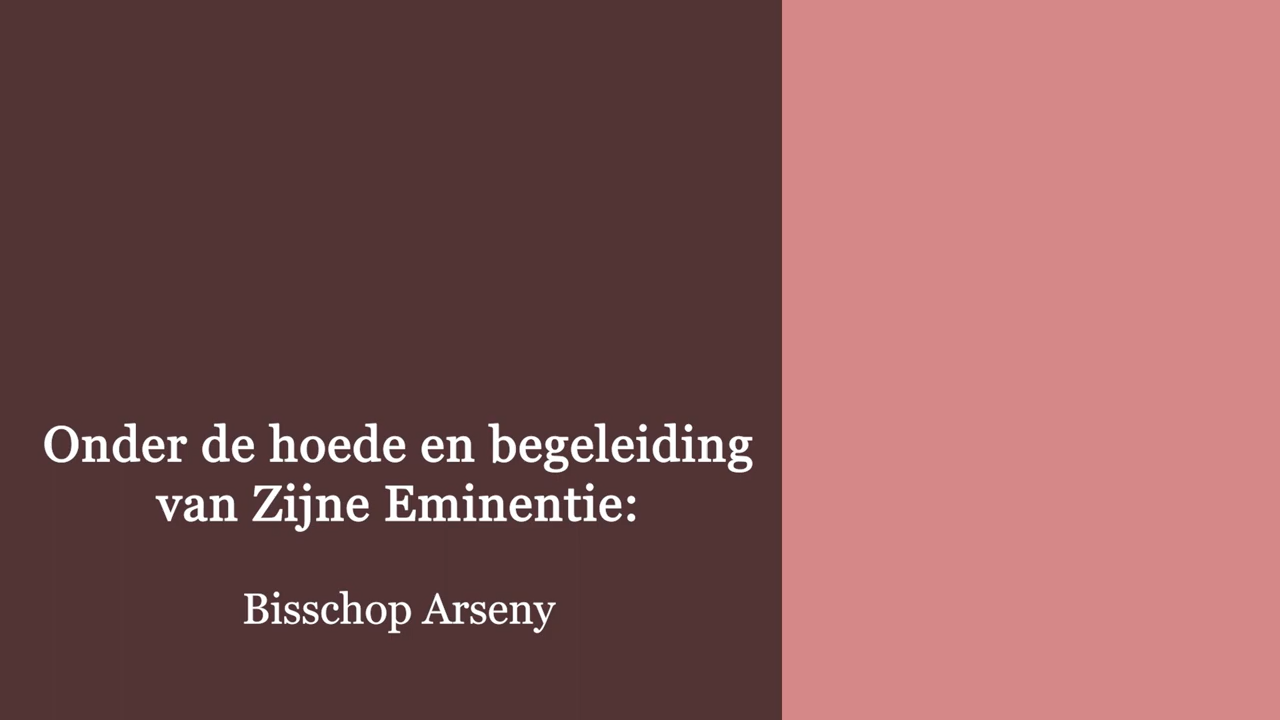 Onder de hoede en begeleiding
van Zijne Eminentie:
Bisschop Arseny